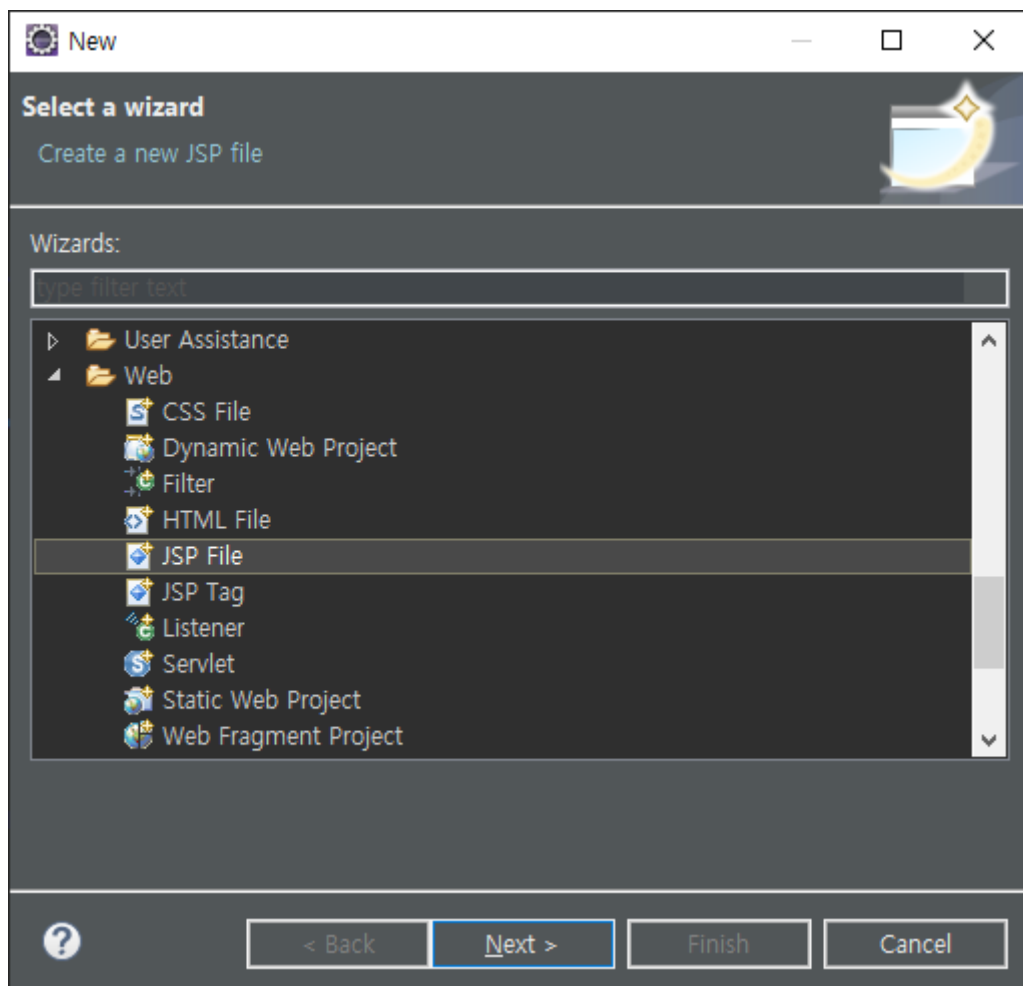 New
Select a wizard
Create a new JSP file
Wizards:
type filter text
User Assistance
Web
CSS File
Dynamic Web Project
Filter
HTML File
JSP File
JSP Tag
Listener
Servlet
Static Web Project
Web Fragment Project
?
< Back Next > Finish Cancel